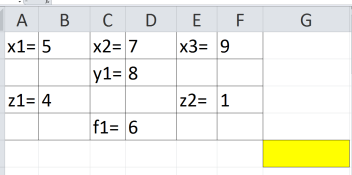 A B C D E F G
x1= 5 x2= 7 x3= 9
y1= 8
z1= 4 z2= 1
f1= 6